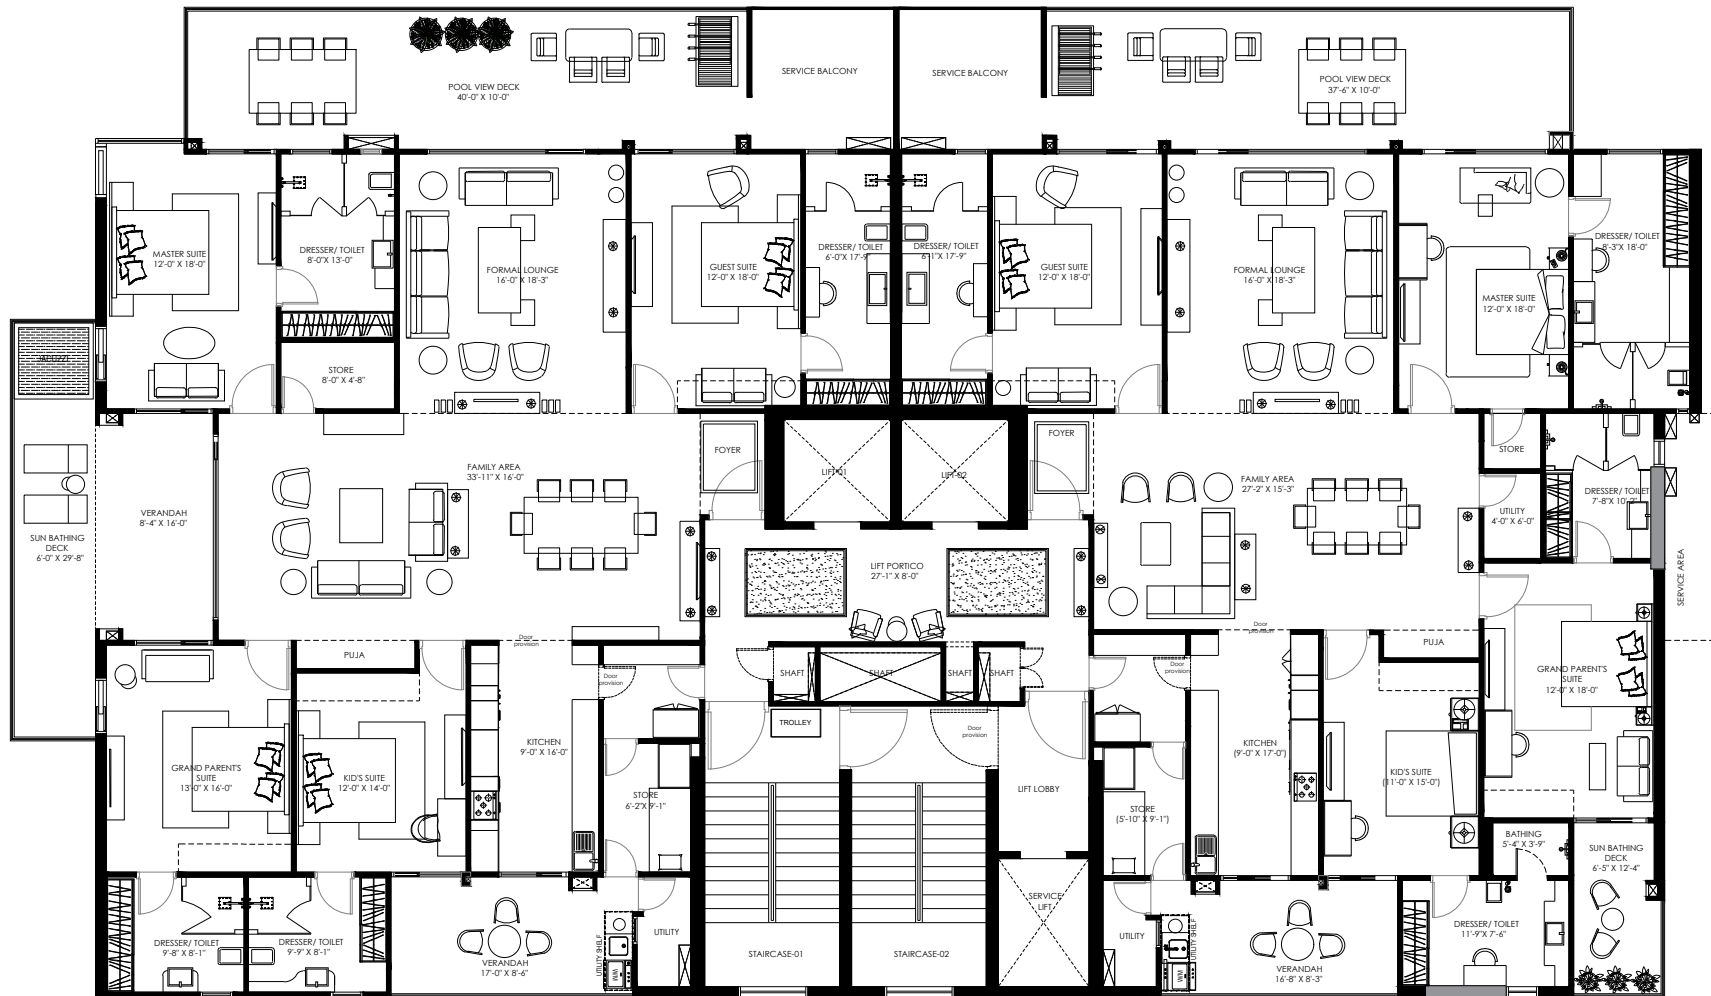 SERVICE BALCONY
SERVICE BALCONY
POOL VIEW DECK
40'-0" X 10'-0"
POOL VIEW DECK
37'-6" X 10'-0"
MASTER SUITE
12'-0" X 18'-0"
DRESSER/ TOILET
8'-0"X 13'-0"
FORMAL LOUNGE
16'-0" X 18'-3"
GUEST SUITE
12'-0" X 18'-0"
DRESSER/ TOILET
6'-0"X 17'-9"
DRESSER/ TOILET
6'-1"X 17'-9"
GUEST SUITE
12'-0" X 18'-0"
FORMAL LOUNGE
16'-0" X 18'-3"
MASTER SUITE
12'-0" X 18'-0"
DRESSER/ TOILET
8'-3"X 18'-0"
JACUZZI
STORE
8'-0" X 4'-8"
FOYER
LIFT-01
LIFT-02
FOYER
STORE
FAMILY AREA
33'-11" X 16'-0"
FAMILY AREA
27'-2" X 15'-3"
DRESSER/ TOILET
7'-8"X 10'-2"
VERANDAH
8'-4" X 16'-0"
UTILITY
4'-0" X 6'-0"
SUN BATHING
DECK
6'-0" X 29'-8"
LIFT PORTICO
27'-1" X 8'-0"
SERVICE AREA
Door
provision
Door
provision
PUJA
PUJA
SHAFT
SHAFT
SHAFT
SHAFT
Door
provision
Door
provision
GRAND PARENT'S
SUITE
12'-0" X 18'-0"
TROLLEY
Door
provision
KITCHEN
9'-0" X 16'-0"
KITCHEN
(9'-0" X 17'-0")
GRAND PARENT'S
SUITE
13'-0" X 16'-0"
KID'S SUITE
12'-0" X 14'-0"
KID'S SUITE
(11'-0" X 15'-0")
STORE
6'-2"X 9'-1"
LIFT LOBBY
STORE
(5'-10" X 9'-1")
BATHING
5'-4" X 3'-9"
SUN BATHING
DECK
6'-5" X 12'-4"
SERVICE
LIFT
DRESSER/ TOILET
9'-8" X 8'-1"
DRESSER/ TOILET
9'-9" X 8'-1"
VERANDAH
17'-0" X 8'-6"
UTILITY SHELF
WM
UTILITY
STAIRCASE-01
STAIRCASE-02
UTILITY
UTILITY SHELF
WM
VERANDAH
16'-8" X 8'-3"
DRESSER/ TOILET
11'-9"X 7'-6"